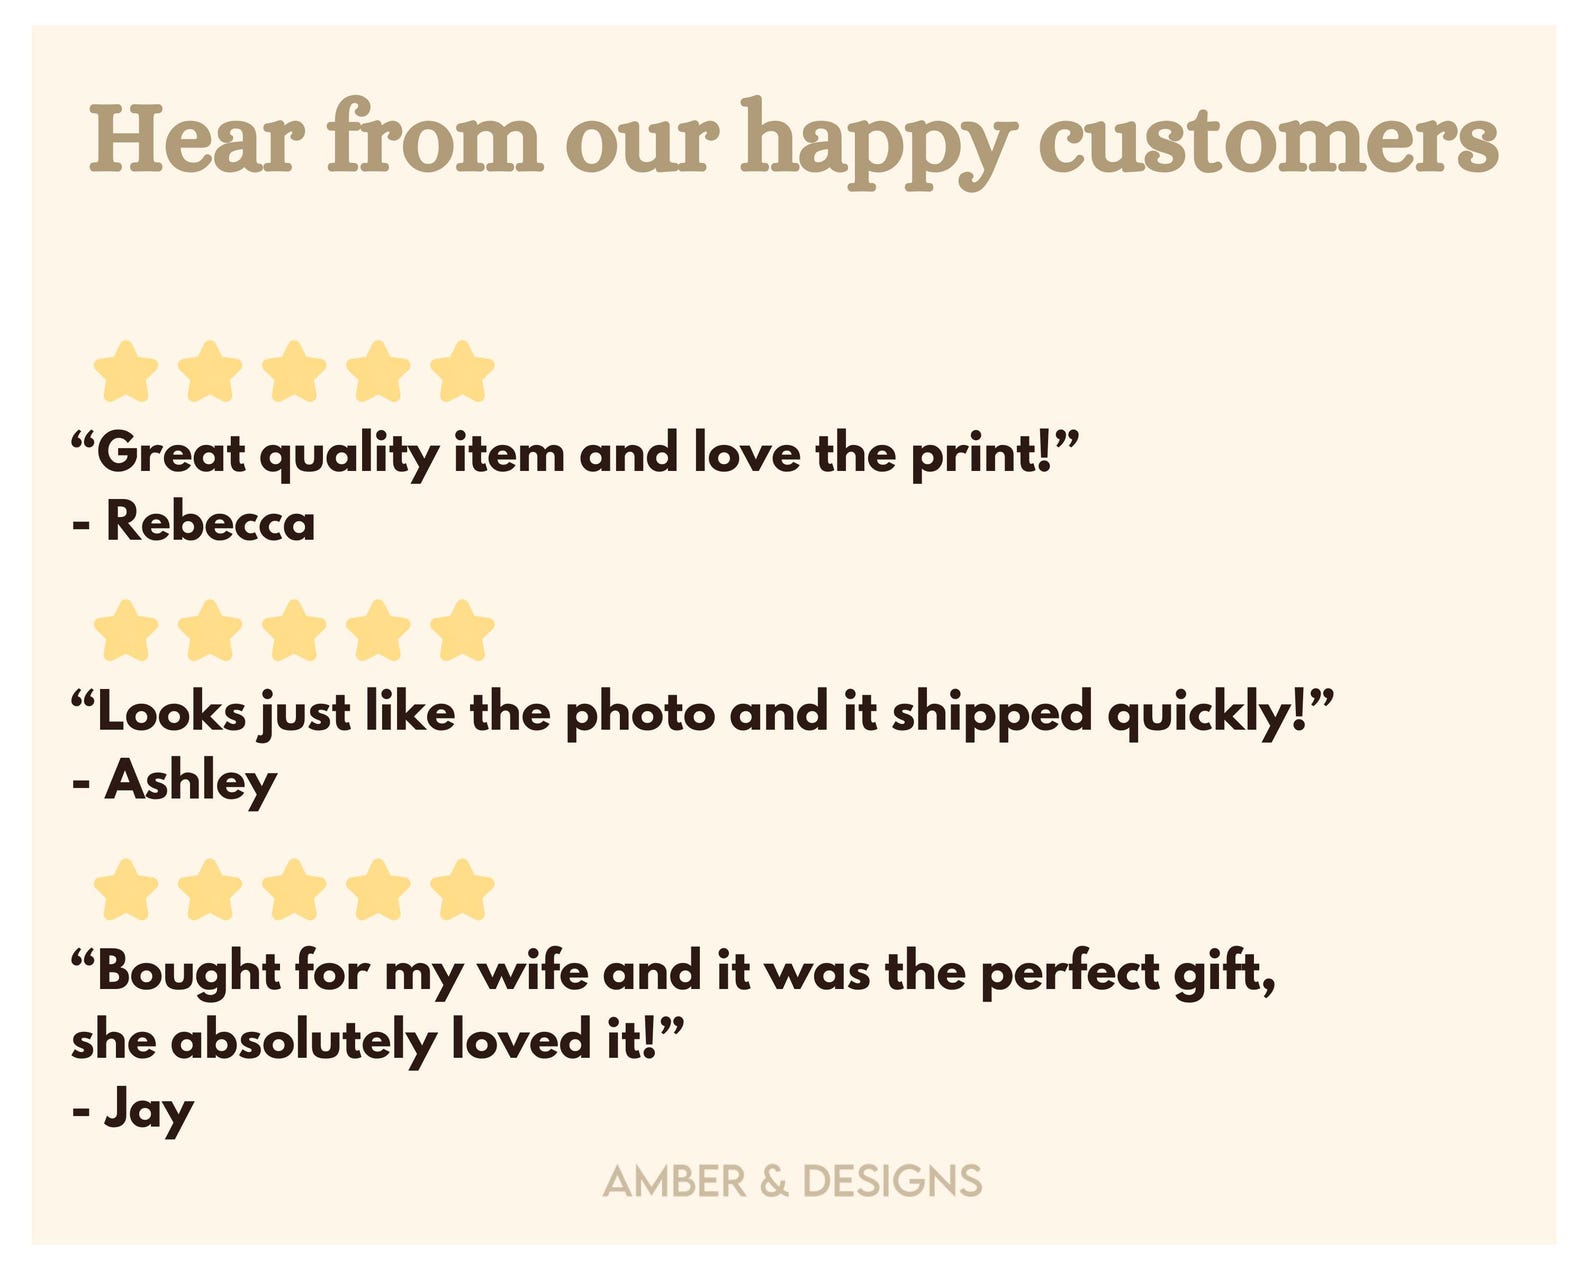 Hear from our happy customers
“Great quality item and love the print!”
- Rebecca
“Looks just like the photo and it shipped quickly!”
- Ashley
“Bought for my wife and it was the perfect gift,
she absolutely loved it!”
- Jay
AMBER & DESIGNS